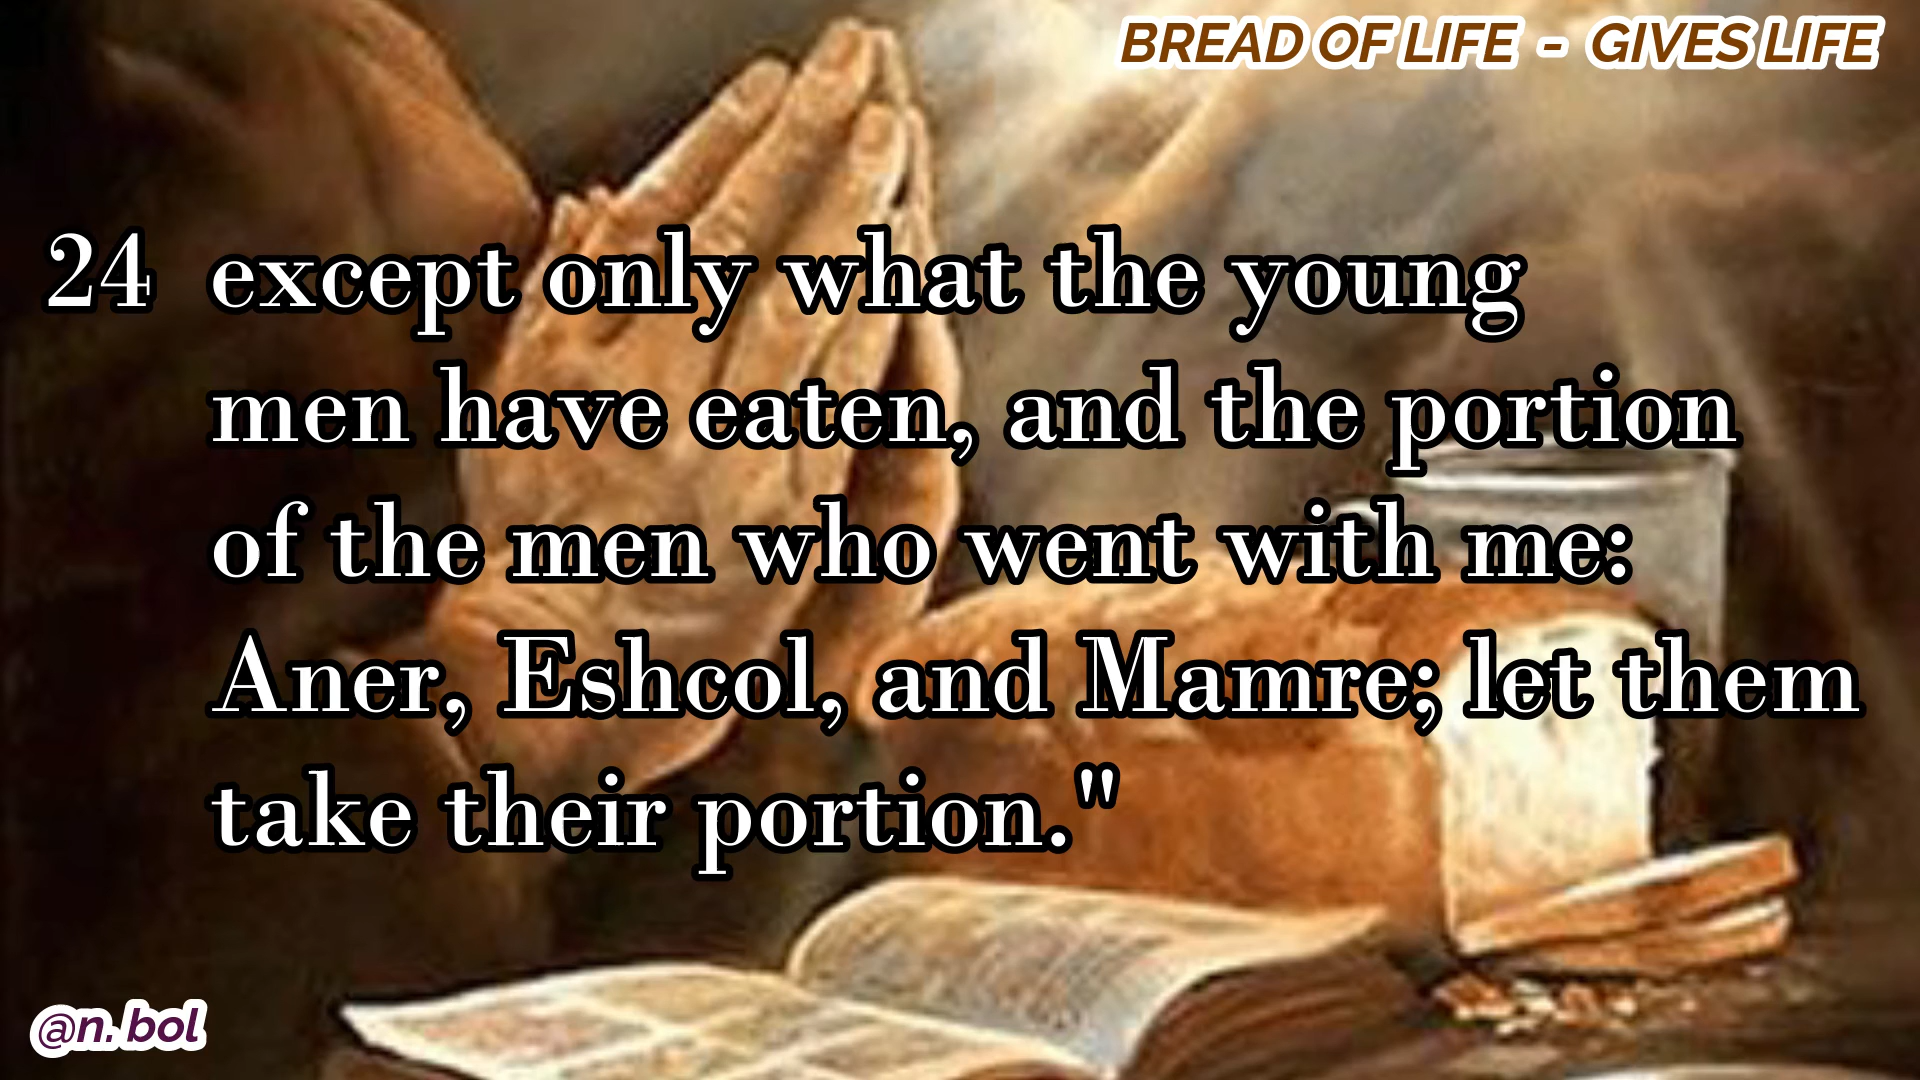 BREAD OF LIFE - GIVES LIFE
24 except only what the young
men have eaten, and the portion
of the men who went with me:
Aner, Eshcol, and Mamre; let them
take their portion."
@n. bol